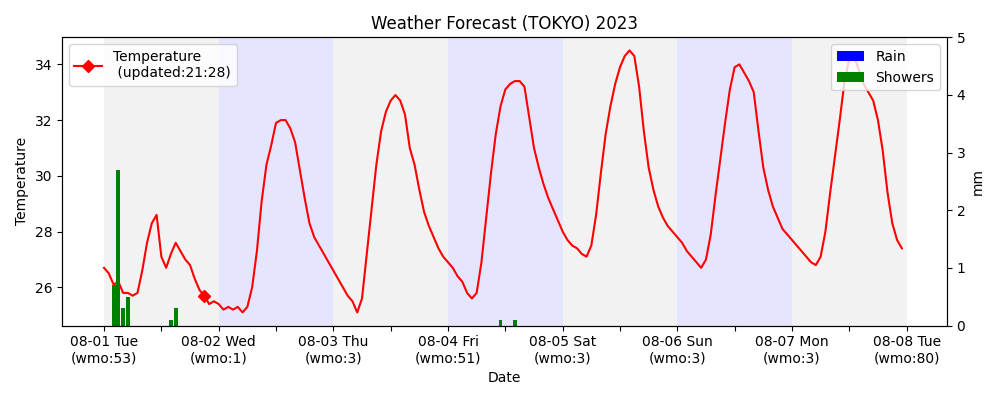 Weather Forecast (TOKYO) 2023
Temperature
(updated:21:28)
Rain
Showers
Temperature
34
32
30
28
26
5
4
3
2
1
0
mm
08-01 Tue
(wmo:53)
08-02 Wed
(wmo:1)
08-03 Thu
(wmo:3)
08-04 Fri
(wmo:51)
08-05 Sat
(wmo:3)
08-06 Sun
(wmo:3)
08-07 Mon
(wmo:3)
08-08 Tue
(wmo:80)
Date